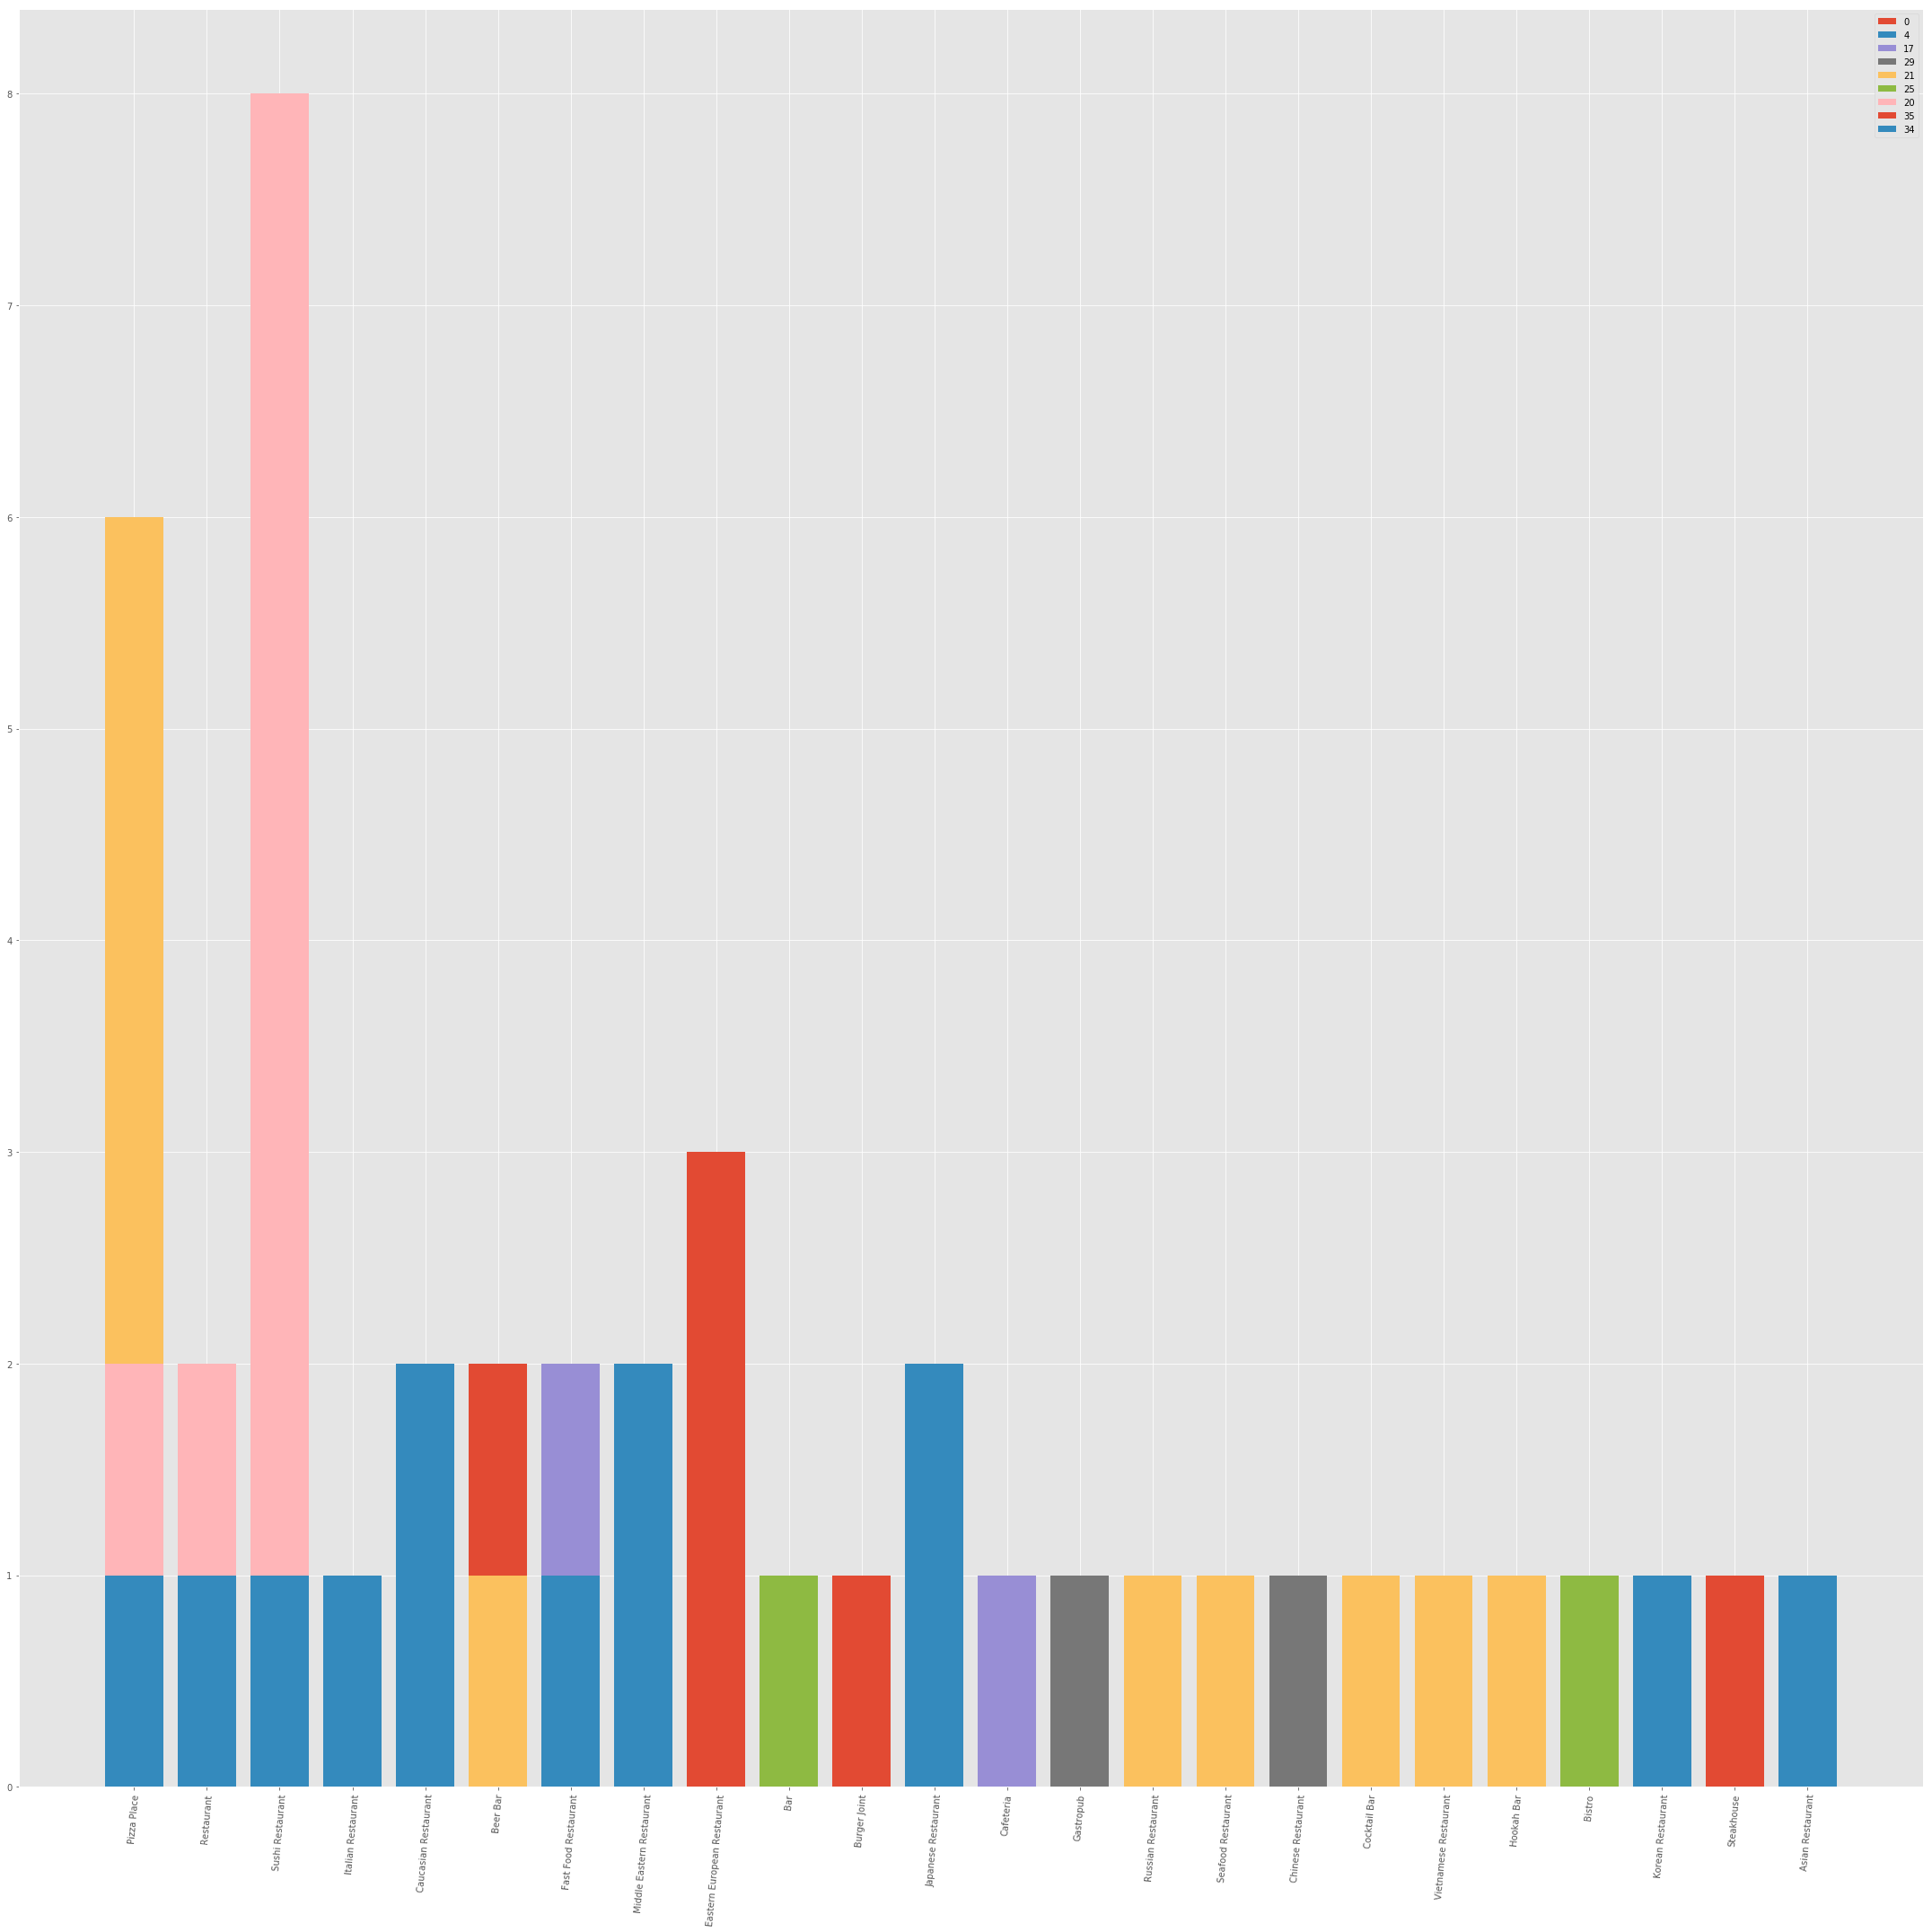 0
4
17
29
21
25
20
35
34
8
7
6
5
4
3
2
1
0
Pizza Place
Restaurant
Sushi Restaurant
Italian Restaurant
Caucasian Restaurant
Beer Bar
Fast Food Restaurant
Middle Eastern Restaurant
Eastern European Restaurant
Bar
Burger Joint
Japanese Restaurant
Cafeteria
Gastropub
Russian Restaurant
Seafood Restaurant
Chinese Restaurant
Cocktail Bar
Vietnamese Restaurant
Hookah Bar
Bistro
Korean Restaurant
Steakhouse
Asian Restaurant